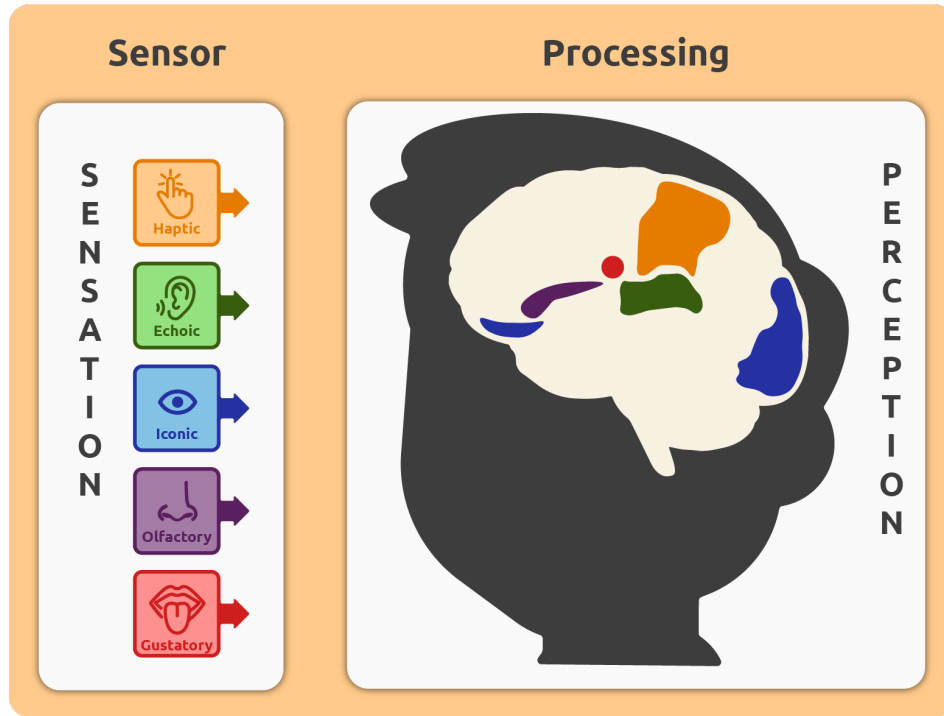 Sensor
Processing
SENSATION
Haptic
Echoic
Iconic
Olfactory
Gustatory
PERCEPTION